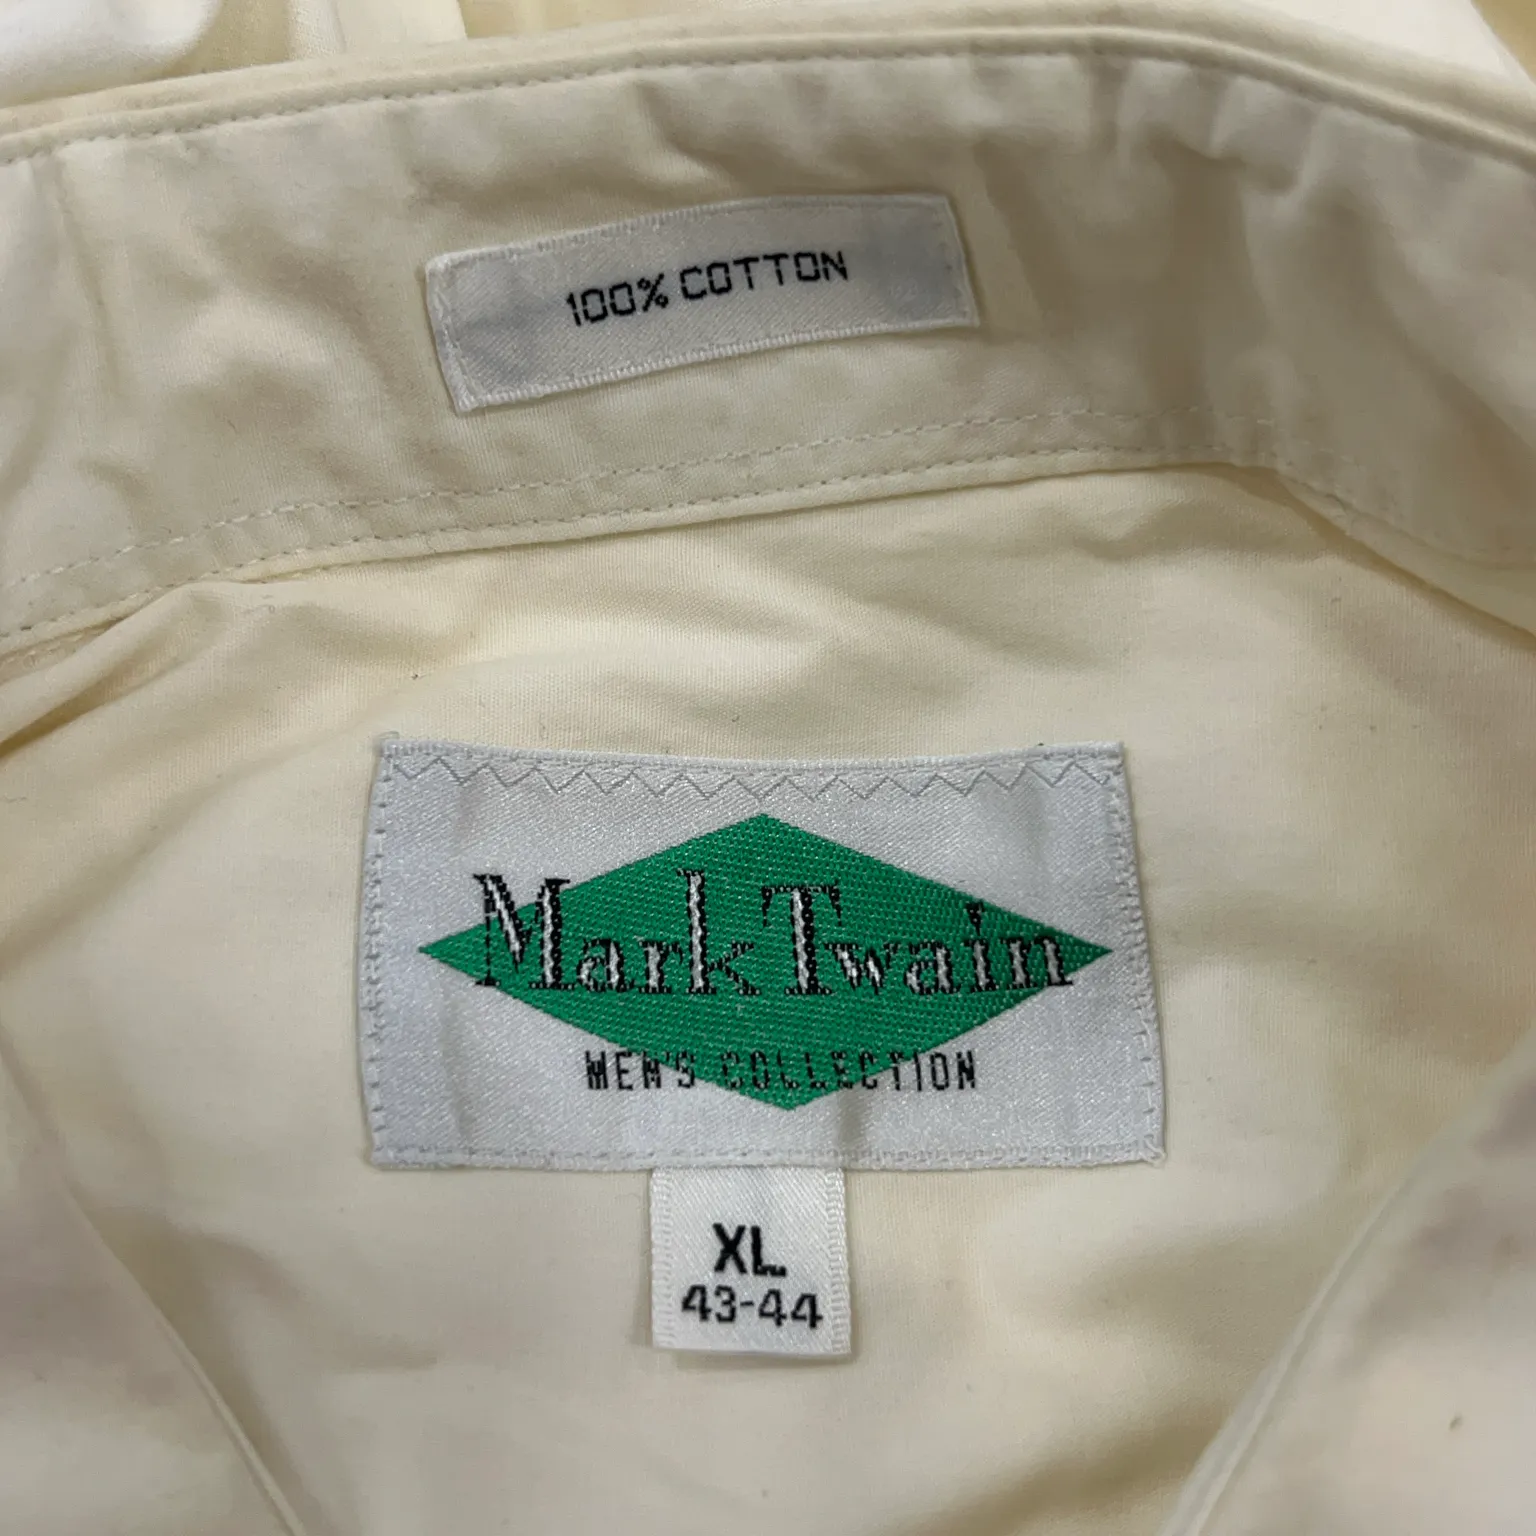 100% COTTON
Mark Twain
MEN'S COLLECTION
XL
43-44